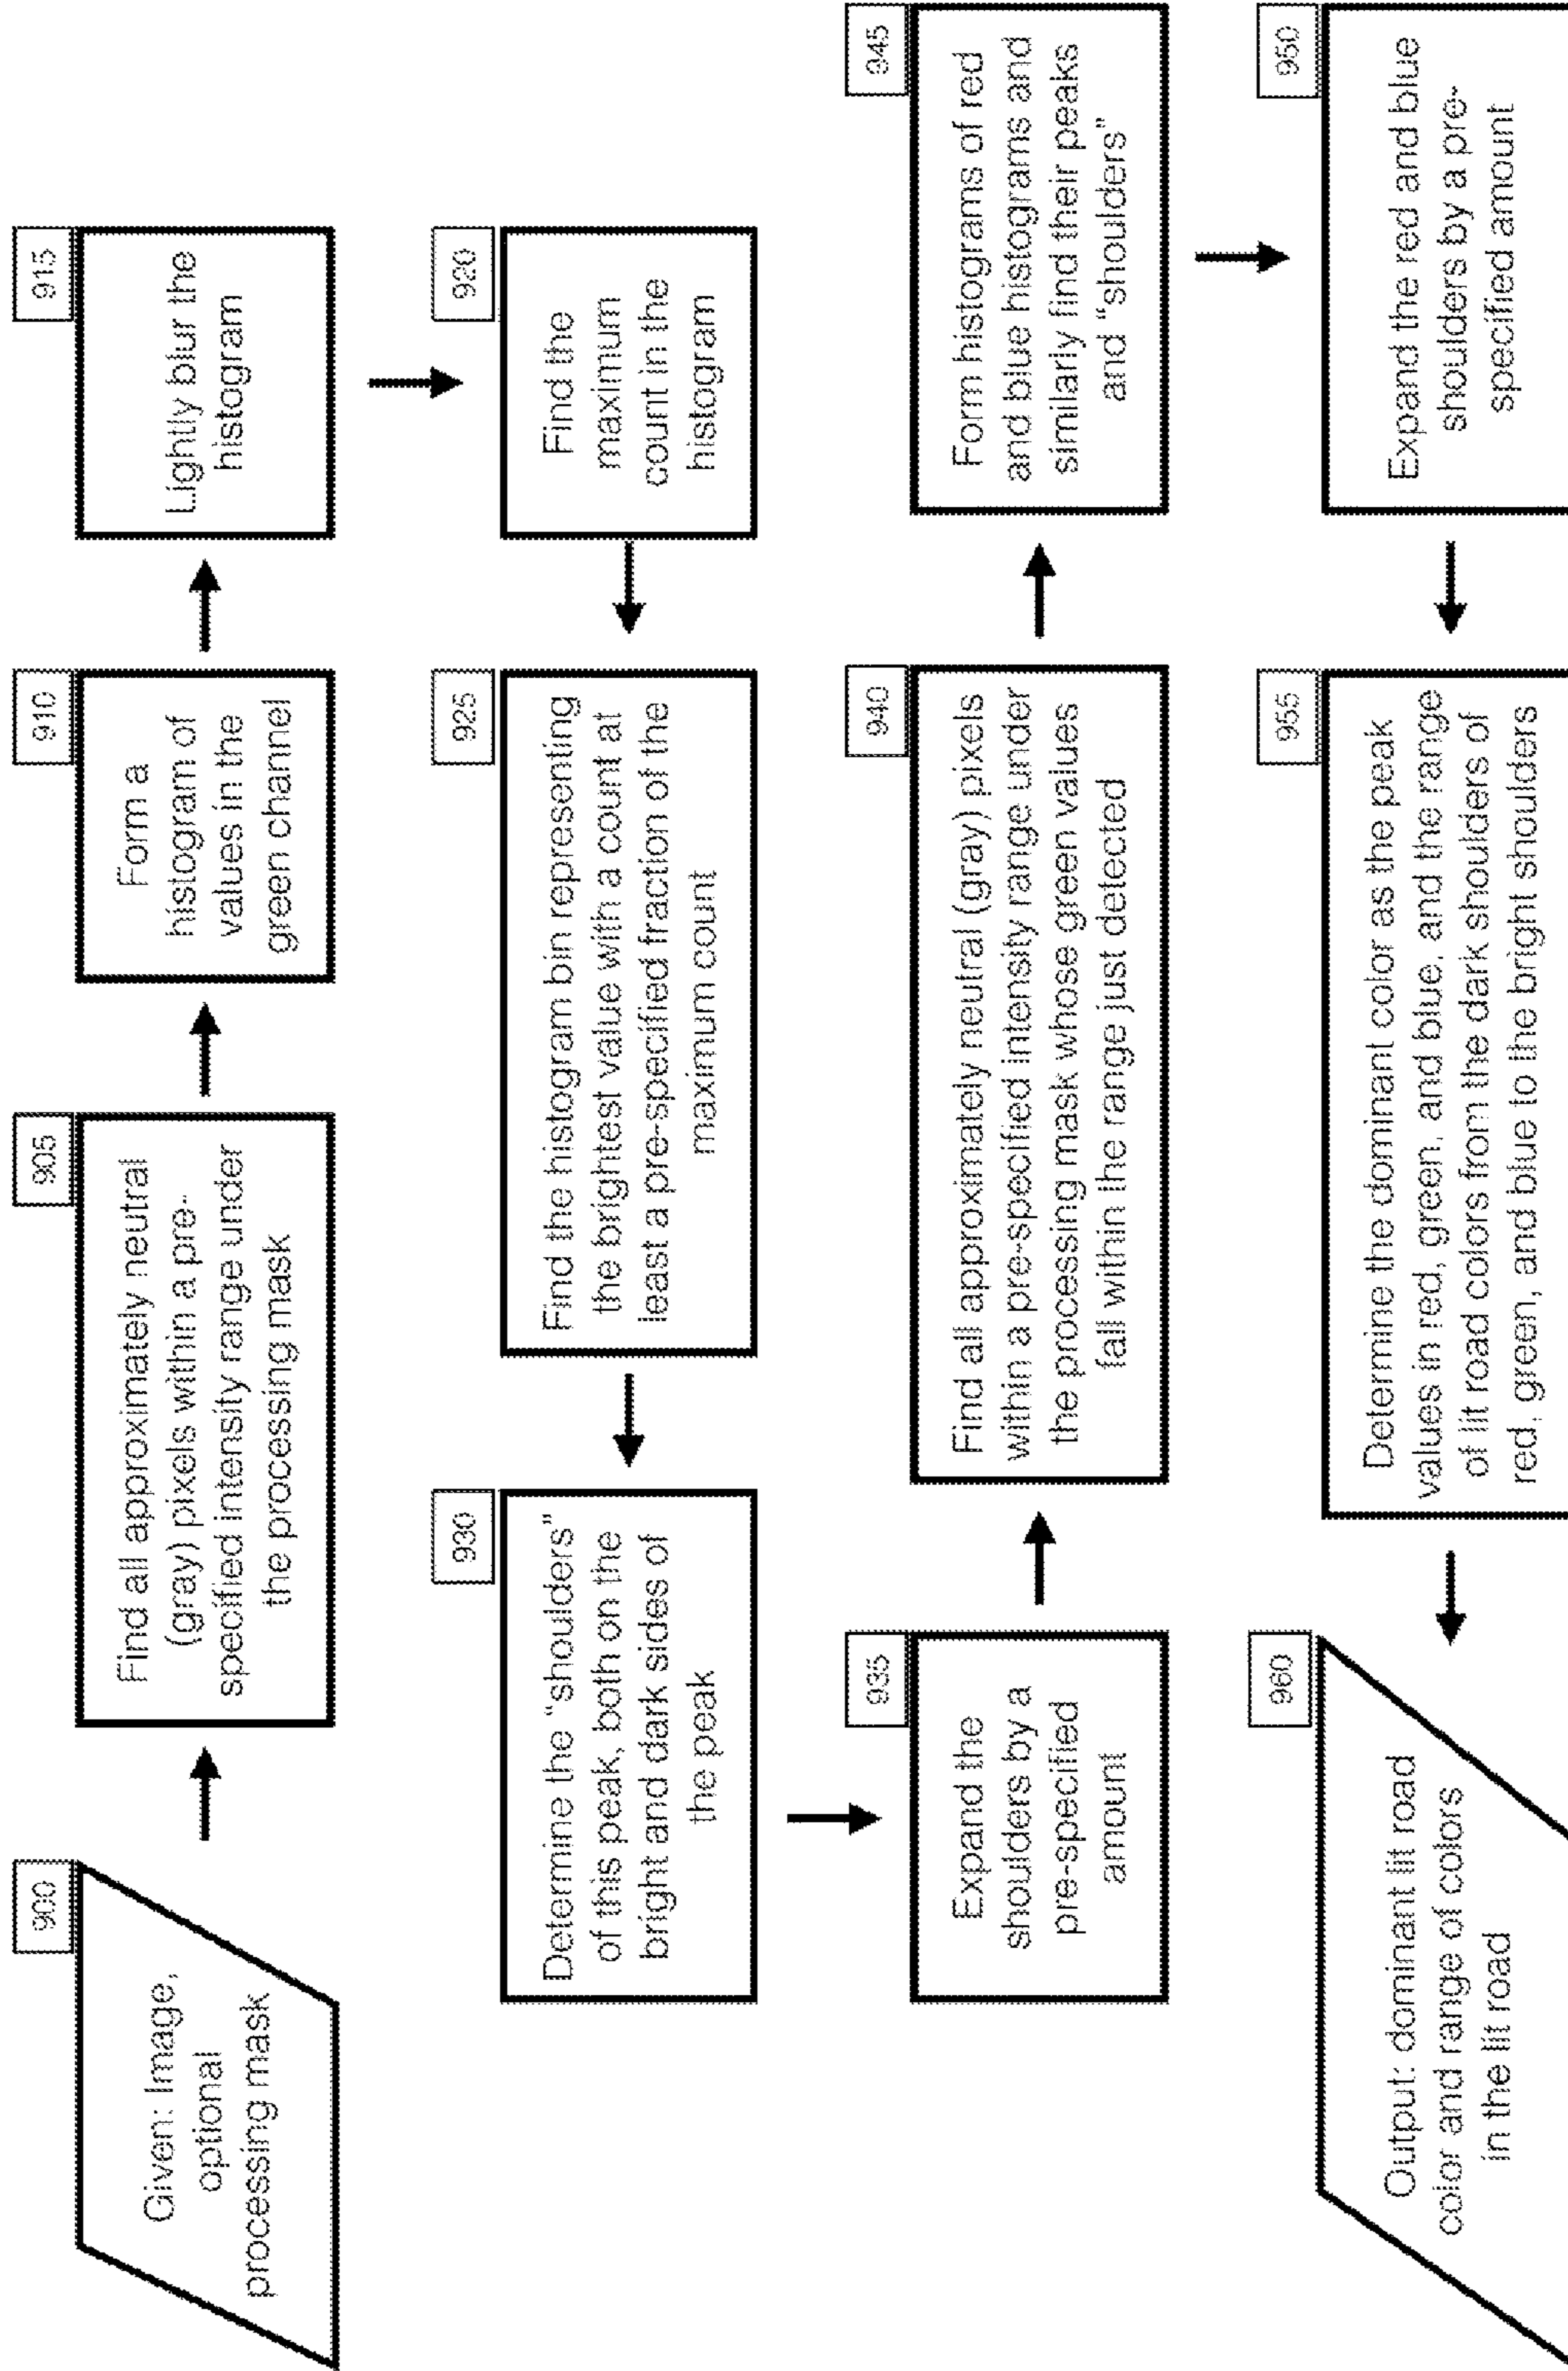 900
Given: Image,
optional
processing mask
905
Find all approximately neutral
(gray) pixels within a pre-
specified intensity range under
the processing mask
910
Form a
histogram of
values in the
green channel
915
Lightly blur the
histogram
920
Find the
maximum
count in the
histogram
925
Find the histogram bin representing
the brightest value with a count at
least a pre-specified fraction of the
maximum count
930
Determine the "shoulders"
of this peak, both on the
bright and dark sides of
the peak
935
Expand the
shoulders by a
pre-specified
amount
940
Find all approximately neutral (gray) pixels
within a pre-specified intensity range under
the processing mask whose green values
fall within the range just detected
945
Form histograms of red
and blue histograms and
similarly find their peaks
and "shoulders"
950
Expand the red and blue
shoulders by a pre-
specified amount
955
Determine the dominant color as the peak
values in red, green, and blue, and the range
of lit road colors from the dark shoulders of
red, green, and blue to the bright shoulders
960
Output: dominant lit road
color and range of colors
in the lit road